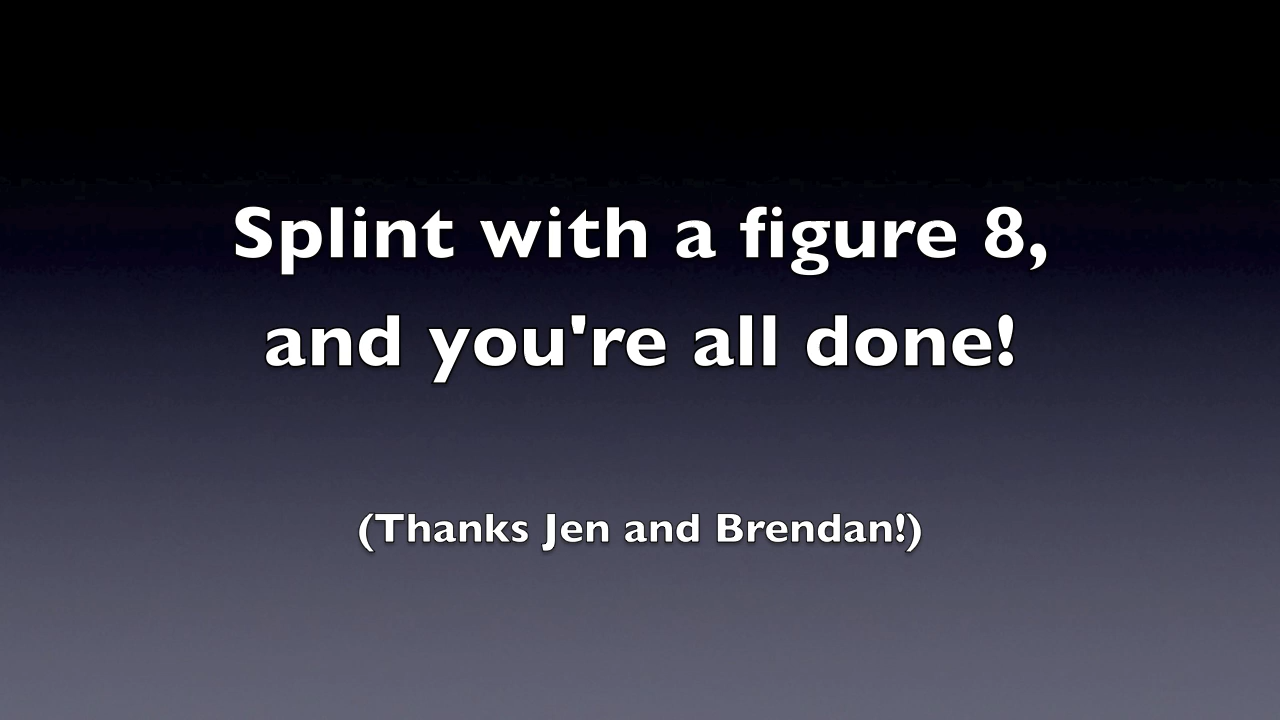 Splint with a figure 8,
and you're all done!
(Thanks Jen and Brendan!)